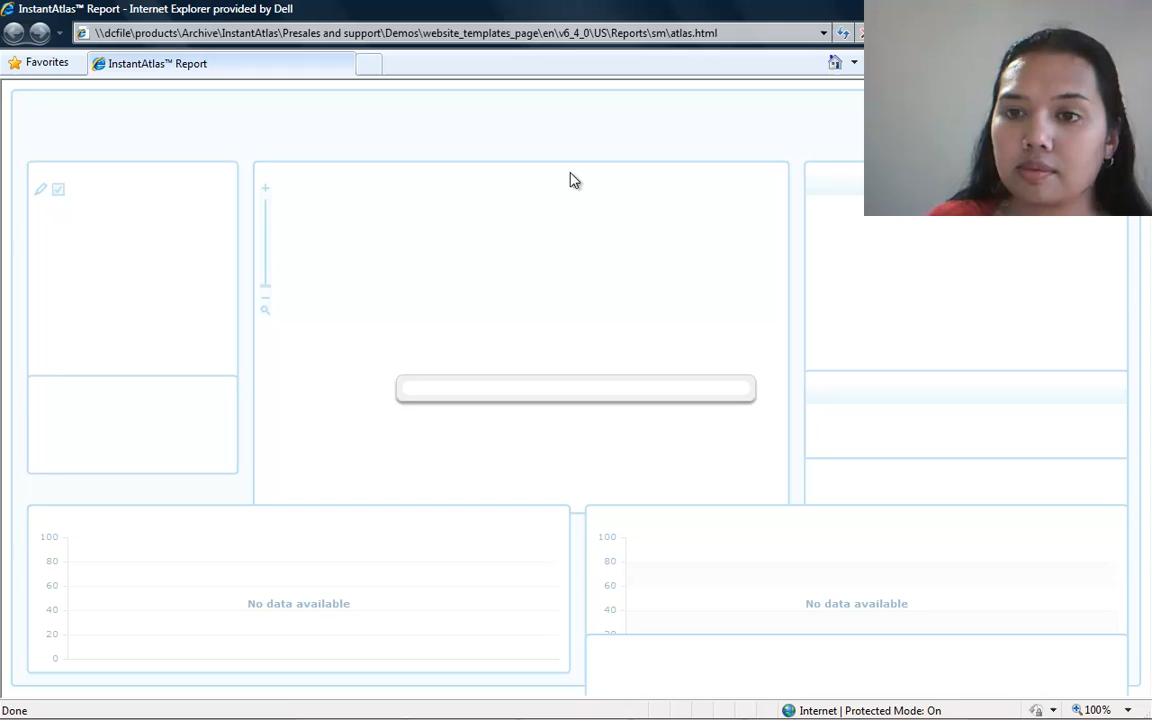 InstantAtlas™ Report - Internet Explorer provided by Dell
\\dcfile\products\Archive\InstantAtlas\Presales and support\Demos\website_templates_page\en\v6_4_0\US\Reports\sm\atlas.html
Favorites
InstantAtlas™ Report
100
80
60
40
20
0
No data available
100
80
60
40
20
No data available
Done
Internet | Protected Mode: On
100%